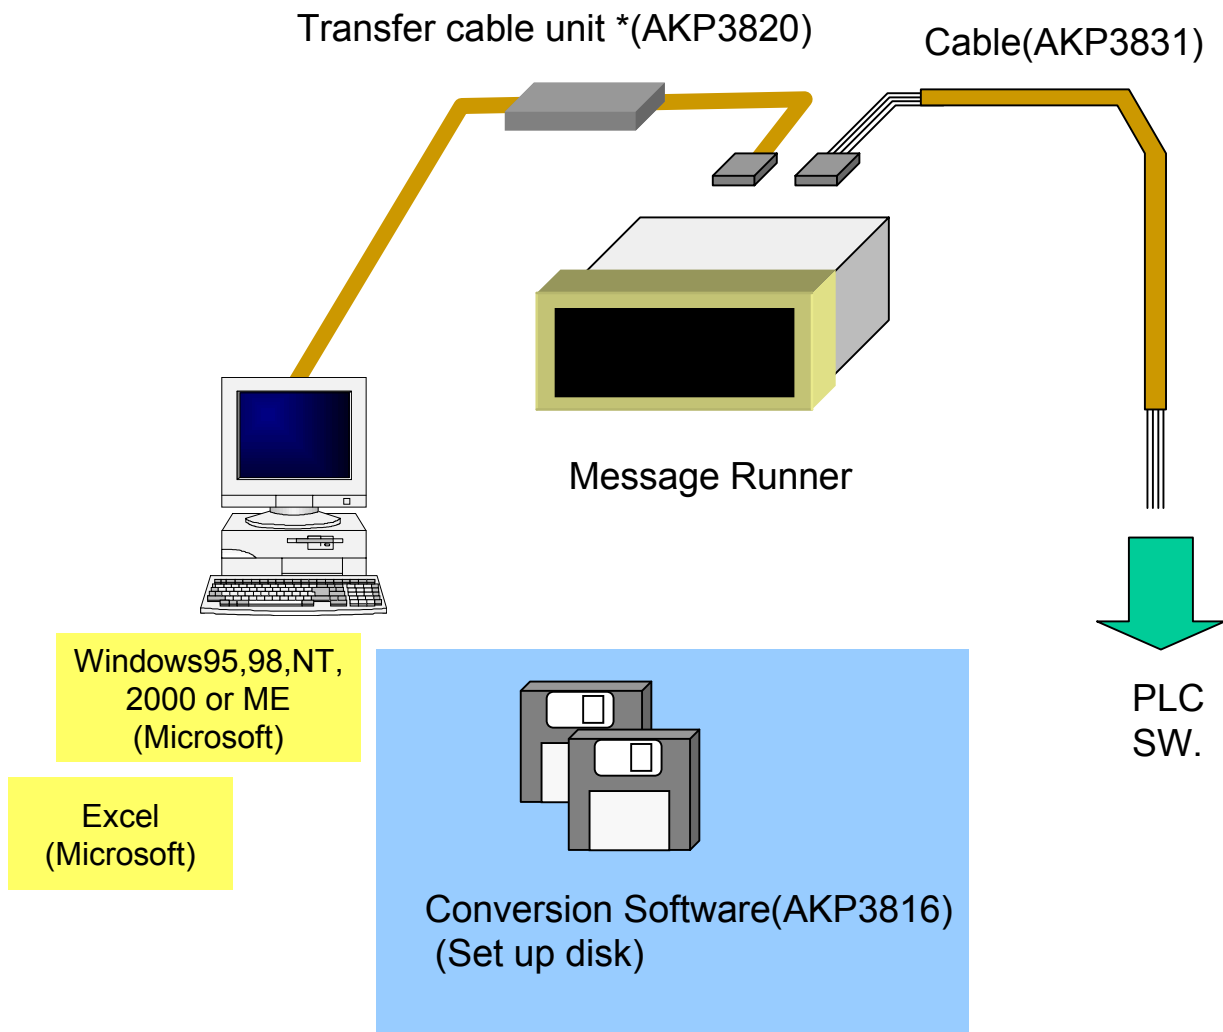 Transfer cable unit *(AKP3820)
Cable(AKP3831)
Message Runner
Windows95,98,NT,
2000 or ME
(Microsoft)
Excel
(Microsoft)
PLC
SW.
Conversion Software(AKP3816)
(Set up disk)